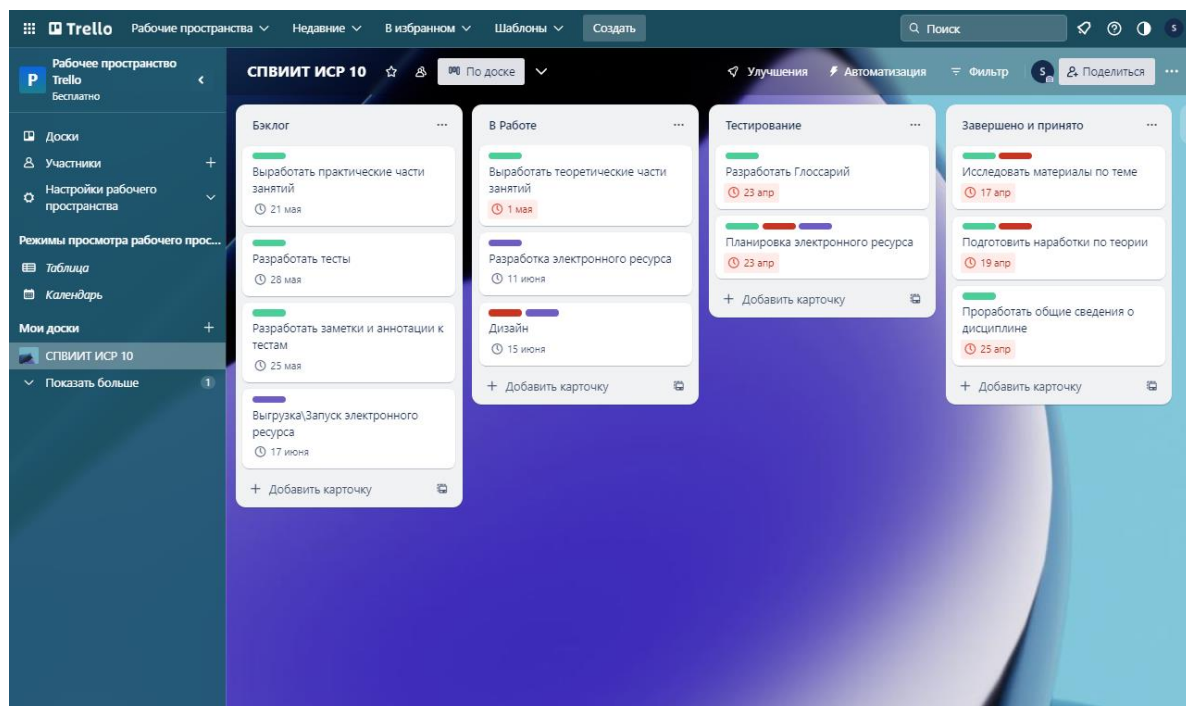 Trello Рабочие пространства Недавние В избранном Шаблоны Создать Поиск S
P Рабочее пространство
Trello
Бесплатно
Доски
Участники
Настройки рабочего
пространства
Режимы просмотра рабочего прос...
Таблица
Календарь
Мои доски
СПВИИТ ИСР 10
Показать больше 1
СПВИИТ ИСР 10 По доске Улучшения Автоматизация Фильтр S Поделиться
Бэклог
Выработать практические части
занятий
21 мая
Разработать тесты
28 мая
Разработать заметки и аннотации к
тестам
25 мая
Выгрузка\Запуск электронного
ресурса
17 июня
+ Добавить карточку
В Работе
Выработать теоретические части
занятий
1 мая
Разработка электронного ресурса
11 июня
Дизайн
15 июня
+ Добавить карточку
Тестирование
Разработать Глоссарий
23 апр
Планировка электронного ресурса
23 апр
+ Добавить карточку
Завершено и принято
Исследовать материалы по теме
17 апр
Подготовить наработки по теории
19 апр
Проработать общие сведения о
дисциплине
25 апр
+ Добавить карточку